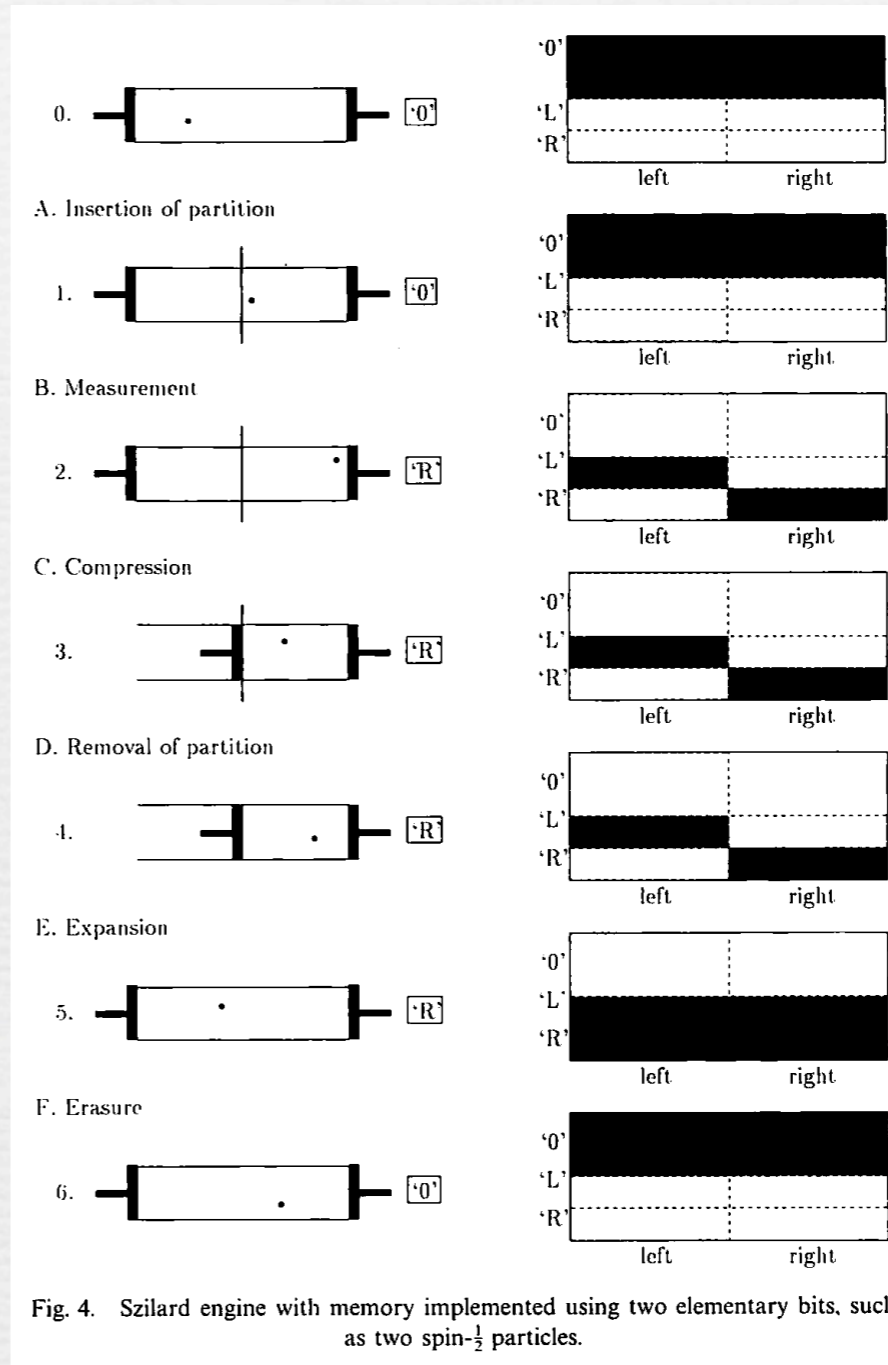 0. '0' '0'
'L'
'R'
left right
A. Insertion of partition
1. '0' '0'
'L'
'R'
left right
B. Measurement
2. 'R' '0'
'L'
'R'
left right
C. Compression
3. 'R' '0'
'L'
'R'
left right
D. Removal of partition
4. 'R' '0'
'L'
'R'
left right
E. Expansion
5. 'R' '0'
'L'
'R'
left right
F. Erasure
6. '0' '0'
'L'
'R'
left right
Fig. 4. Szilard engine with memory implemented using two elementary bits, suc
as two spin-½ particles.